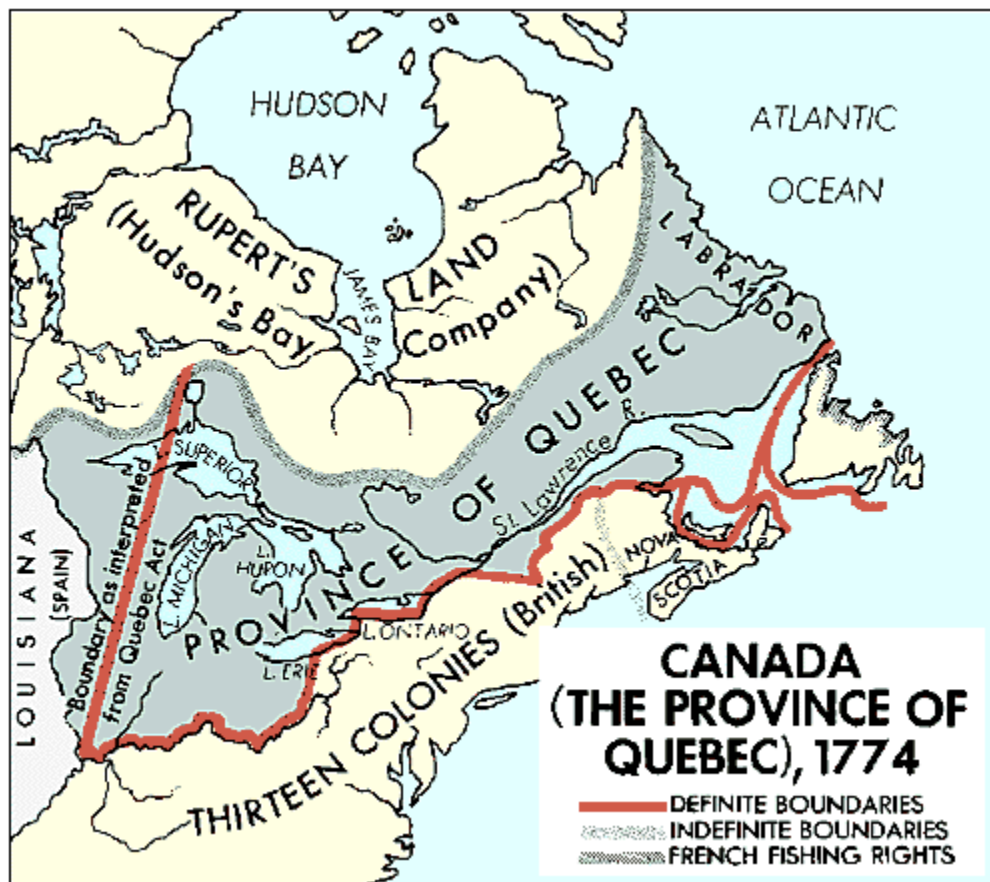 HUDSON
BAY
ATLANTIC
OCEAN
RUPERT'S
(Hudson's Bay
LAND
Company)
JAMES BAY
LABRADOR
PROVINCE OF QUEBEC
St. Lawrence R.
SUPERIOR
L. MICHIGAN
L.
HURON
L. ONTARIO
L. ERIE
LOUISIANA
(SPAIN)
Boundary as interpreted
from Quebec Act
NOVA
SCOTIA
THIRTEEN COLONIES (British)
CANADA
(THE PROVINCE OF
QUEBEC), 1774
DEFINITE BOUNDARIES
INDEFINITE BOUNDARIES
FRENCH FISHING RIGHTS